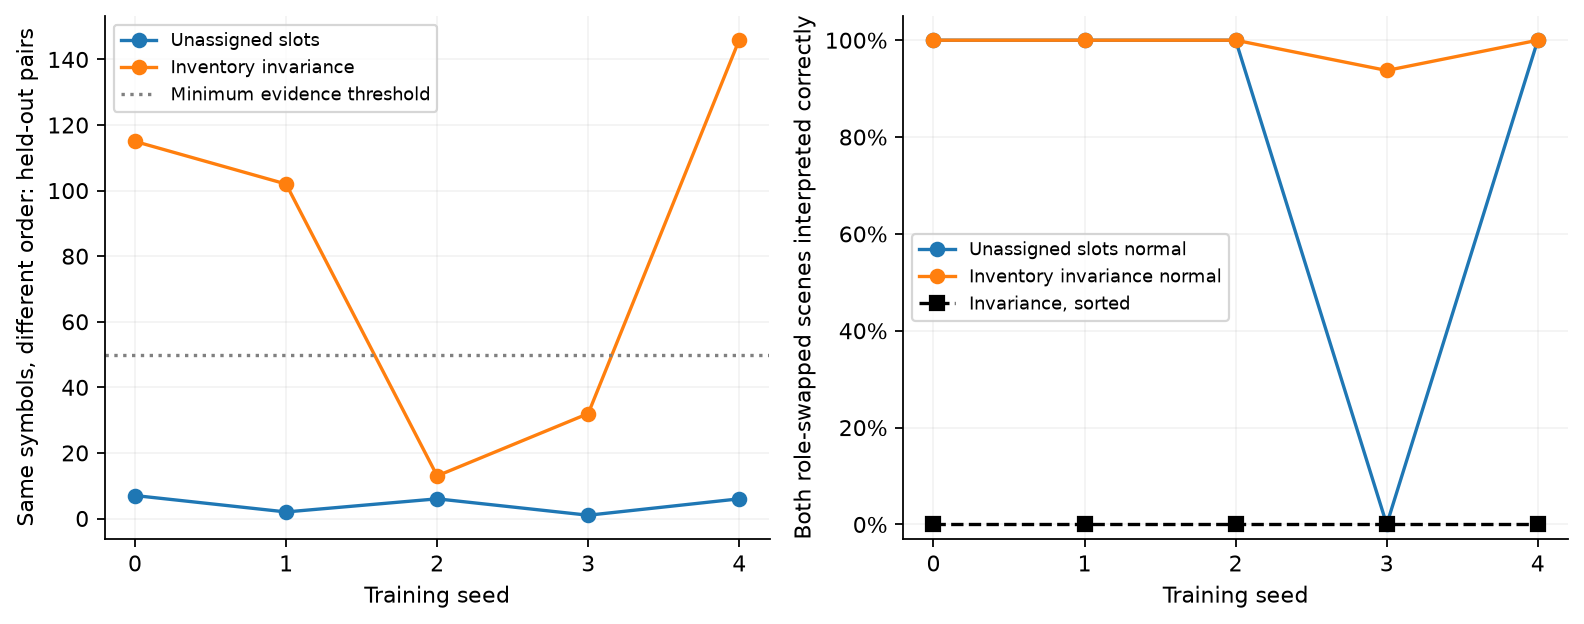 Same symbols, different order: held-out pairs
140
120
100
80
60
40
20
0
Unassigned slots
Inventory invariance
Minimum evidence threshold
0 1 2 3 4
Training seed
Both role-swapped scenes interpreted correctly
100%
80%
60%
40%
20%
0%
Unassigned slots normal
Inventory invariance normal
Invariance, sorted
0 1 2 3 4
Training seed